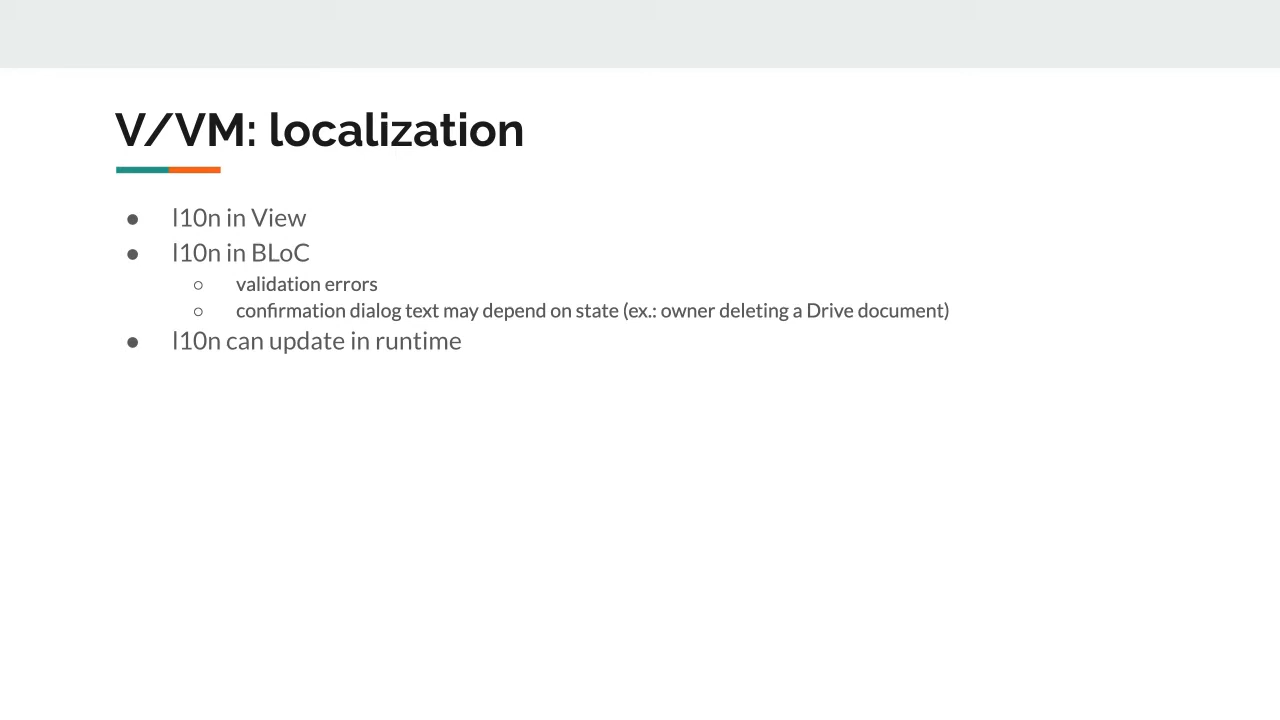 V/VM: localization
● l10n in View
● l10n in BLoC
○ validation errors
○ confirmation dialog text may depend on state (ex.: owner deleting a Drive document)
● l10n can update in runtime